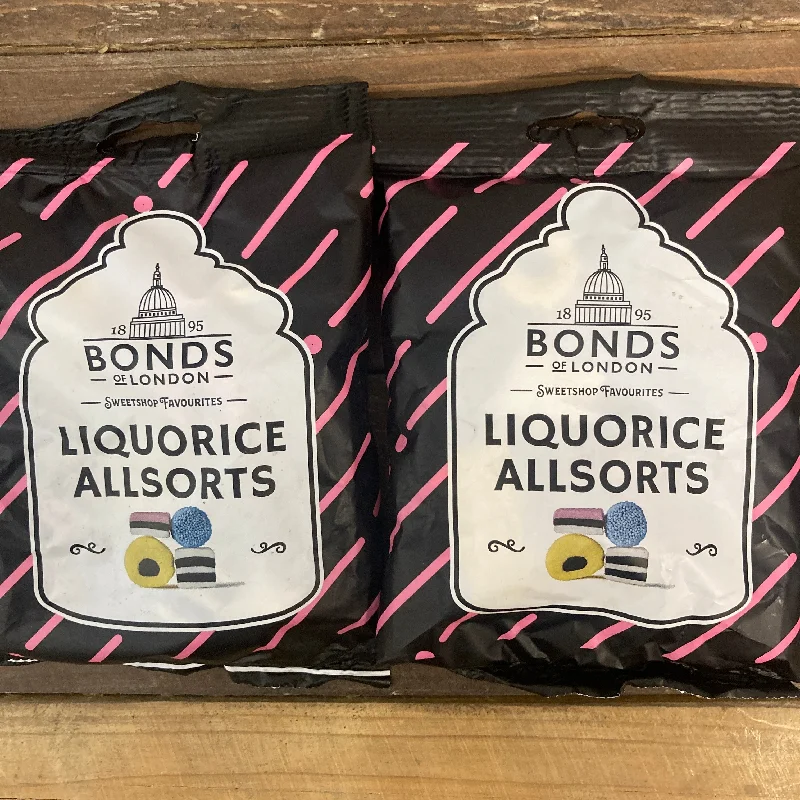 18 95
BONDS
OF LONDON
SWEETSHOP FAVOURITES
LIQUORICE
ALLSORTS
18 95
BONDS
OF LONDON
SWEETSHOP FAVOURITES
LIQUORICE
ALLSORTS